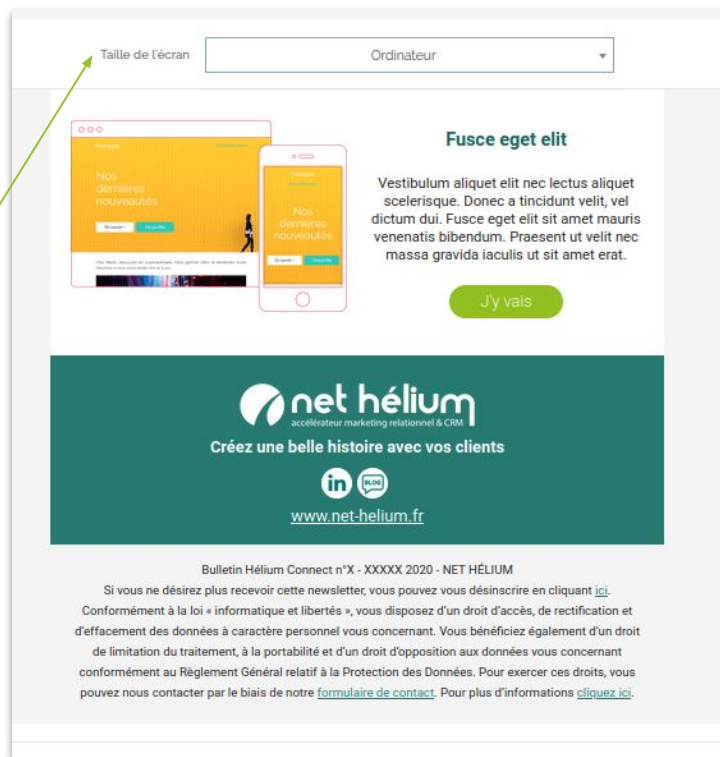 Taille de l'écran
Ordinateur
Partagez
Nos
dernières
nouveautés
Partagez
Nos
dernières
nouveautés
Fusce eget elit
Vestibulum aliquet elit nec lectus aliquet
scelerisque. Donec a tincidunt velit, vel
dictum dui. Fusce eget elit sit amet mauris
venenatis bibendum. Praesent ut velit nec
massa gravida iaculis ut sit amet erat.
J'y vais
net hélium
accélérateur marketing relationnel & CRM
Créez une belle histoire avec vos clients
in BLOG
www.net-helium.fr
Bulletin Hélium Connect n°X - XXXXX 2020 - NET HÉLIUM
Si vous ne désirez plus recevoir cette newsletter, vous pouvez vous désinscrire en cliquant ici.
Conformément à la loi « informatique et libertés », vous disposez d'un droit d'accès, de rectification et
d'effacement des données à caractère personnel vous concernant. Vous bénéficiez également d'un droit
de limitation du traitement, à la portabilité et d'un droit d'opposition aux données vous concernant
conformément au Règlement Général relatif à la Protection des Données. Pour exercer ces droits, vous
pouvez nous contacter par le biais de notre formulaire de contact. Pour plus d'informations cliquez ici.